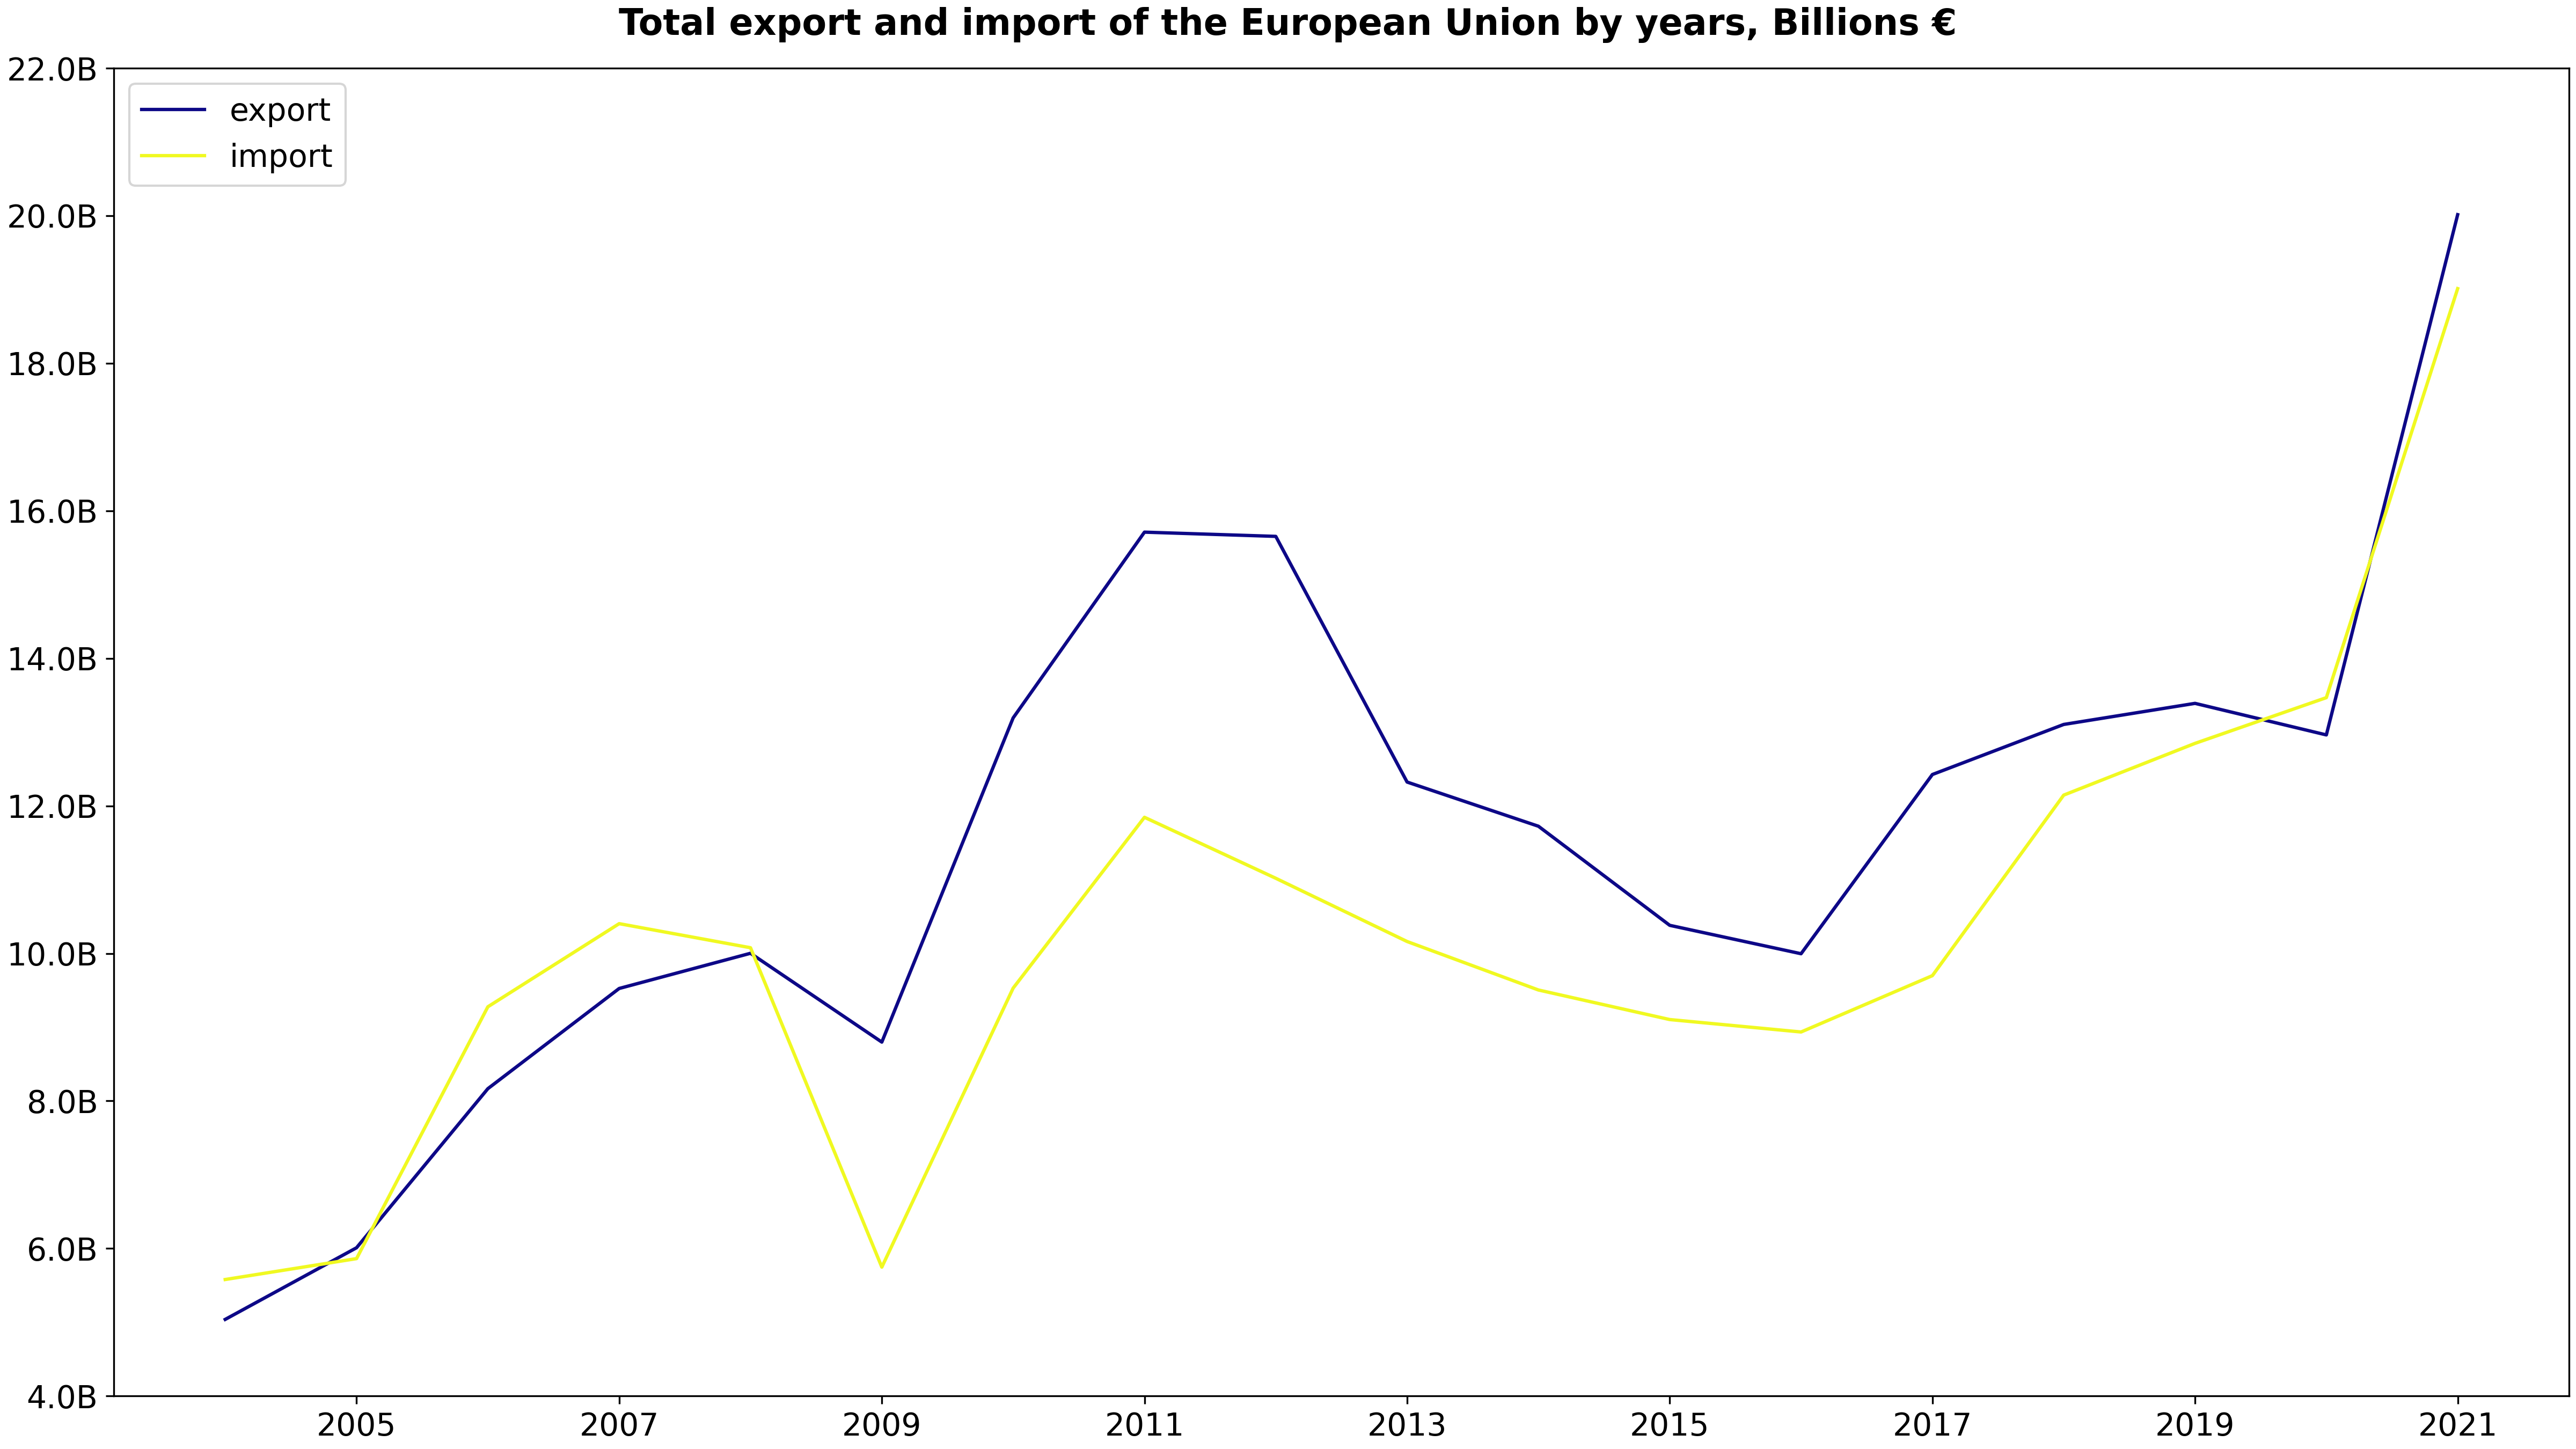 Total export and import of the European Union by years, Billions €
22.0B
export
import
20.0B
18.0B
16.0B
14.0B
12.0B
10.0B
8.0B
6.0B
4.0B
2005 2007 2009 2011 2013 2015 2017 2019 2021